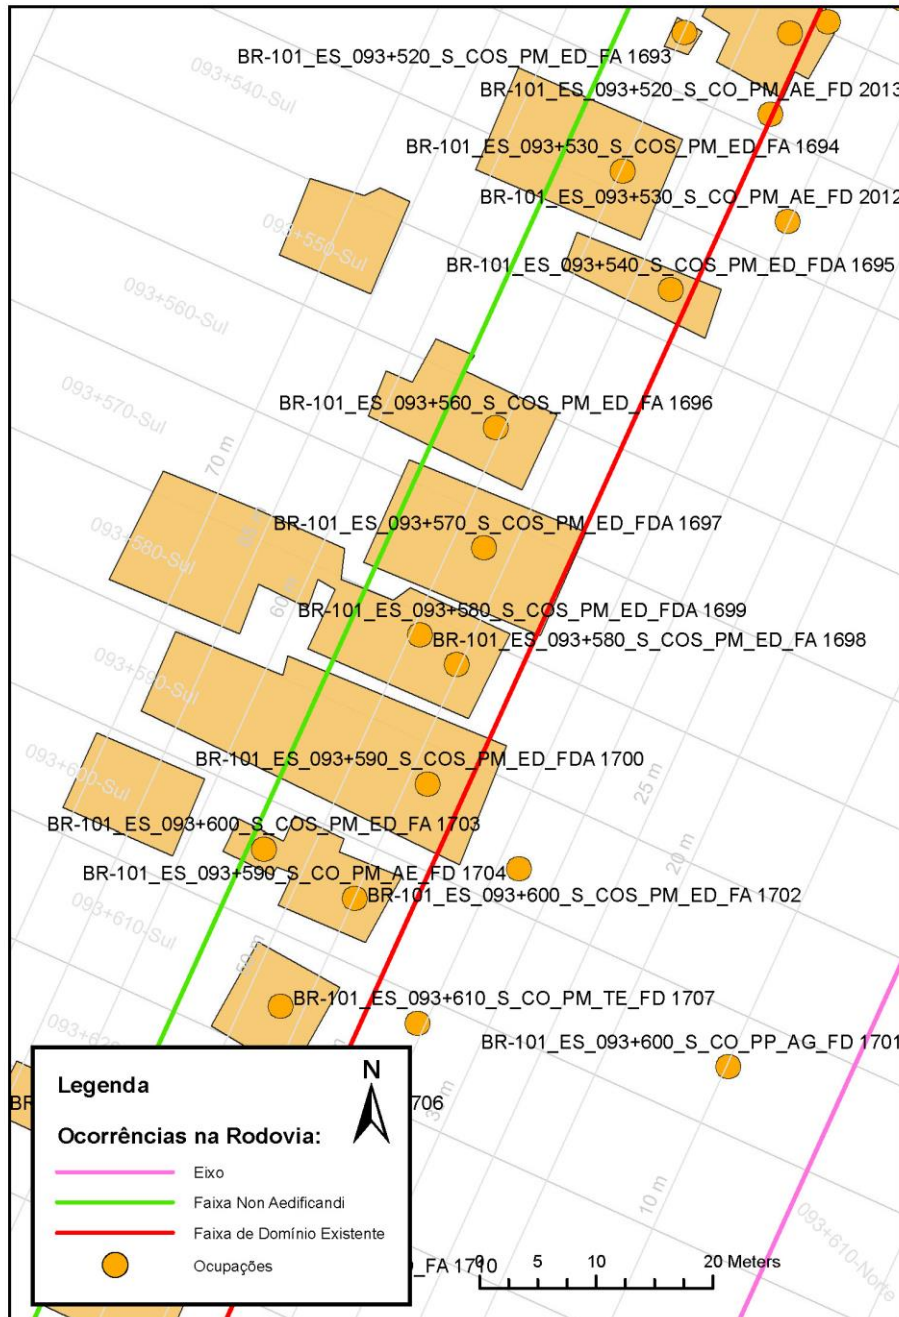 093+540-Sul
BR-101_ES_093+520_S_COS_PM_ED_FA 1693
BR-101_ES_093+520_S_CO_PM_AE_FD 2013
BR-101_ES_093+530_S_COS_PM_ED_FA 1694
BR-101_ES_093+530_S_CO_PM_AE_FD 2012
093+550-Sul
BR-101_ES_093+540_S_COS_PM_ED_FDA 1695
093+560-Sul
093+570-Sul
BR-101_ES_093+560_S_COS_PM_ED_FA 1696
70 m
BR-101_ES_093+570_S_COS_PM_ED_FDA 1697
093+580-Sul
60 m
BR-101_ES_093+580_S_COS_PM_ED_FDA 1699
BR-101_ES_093+580_S_COS_PM_ED_FA 1698
093+590-Sul
BR-101_ES_093+590_S_COS_PM_ED_FDA 1700
093+600-Sul
25 m
BR-101_ES_093+600_S_COS_PM_ED_FA 1703
20 m
BR-101_ES_093+590_S_CO_PM_AE_FD 1704
BR-101_ES_093+600_S_COS_PM_ED_FA 1702
093+610-Sul
50 m
BR-101_ES_093+610_S_CO_PM_TE_FD 1707
BR-101_ES_093+600_S_CO_PP_AG_FD 1701
BR
706
10 m
093+610-Norte
Legenda
N
Ocorrências na Rodovia:
Eixo
Faixa Non Aedificandi
Faixa de Domínio Existente
Ocupações
_FA 1710
0 5 10 20 Meters